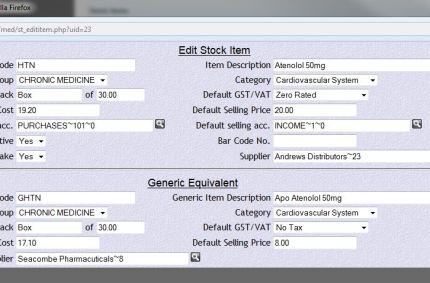 lla Firefox
/med/st_edititem.php?uid=23
Edit Stock Item
ode HTN Item Description Atenolol 50mg
oup CHRONIC MEDICINE Category Cardiovascular System
ack Box of 30.00 Default GST/VAT Zero Rated
Cost 19.20 Default Selling Price 20.00
acc. PURCHASES~101~0 Default selling acc. INCOME~1~0
tive Yes Bar Code No.
ake Yes Supplier Andrews Distributors~23
Generic Equivalent
ode GHTN Generic Item Description Apo Atenolol 50mg
oup CHRONIC MEDICINE Category Cardiovascular System
ack Box of 30.00 Default GST/VAT No Tax
Cost 17.10 Default Selling Price 8.00
plier Seacombe Pharmaceuticals~8